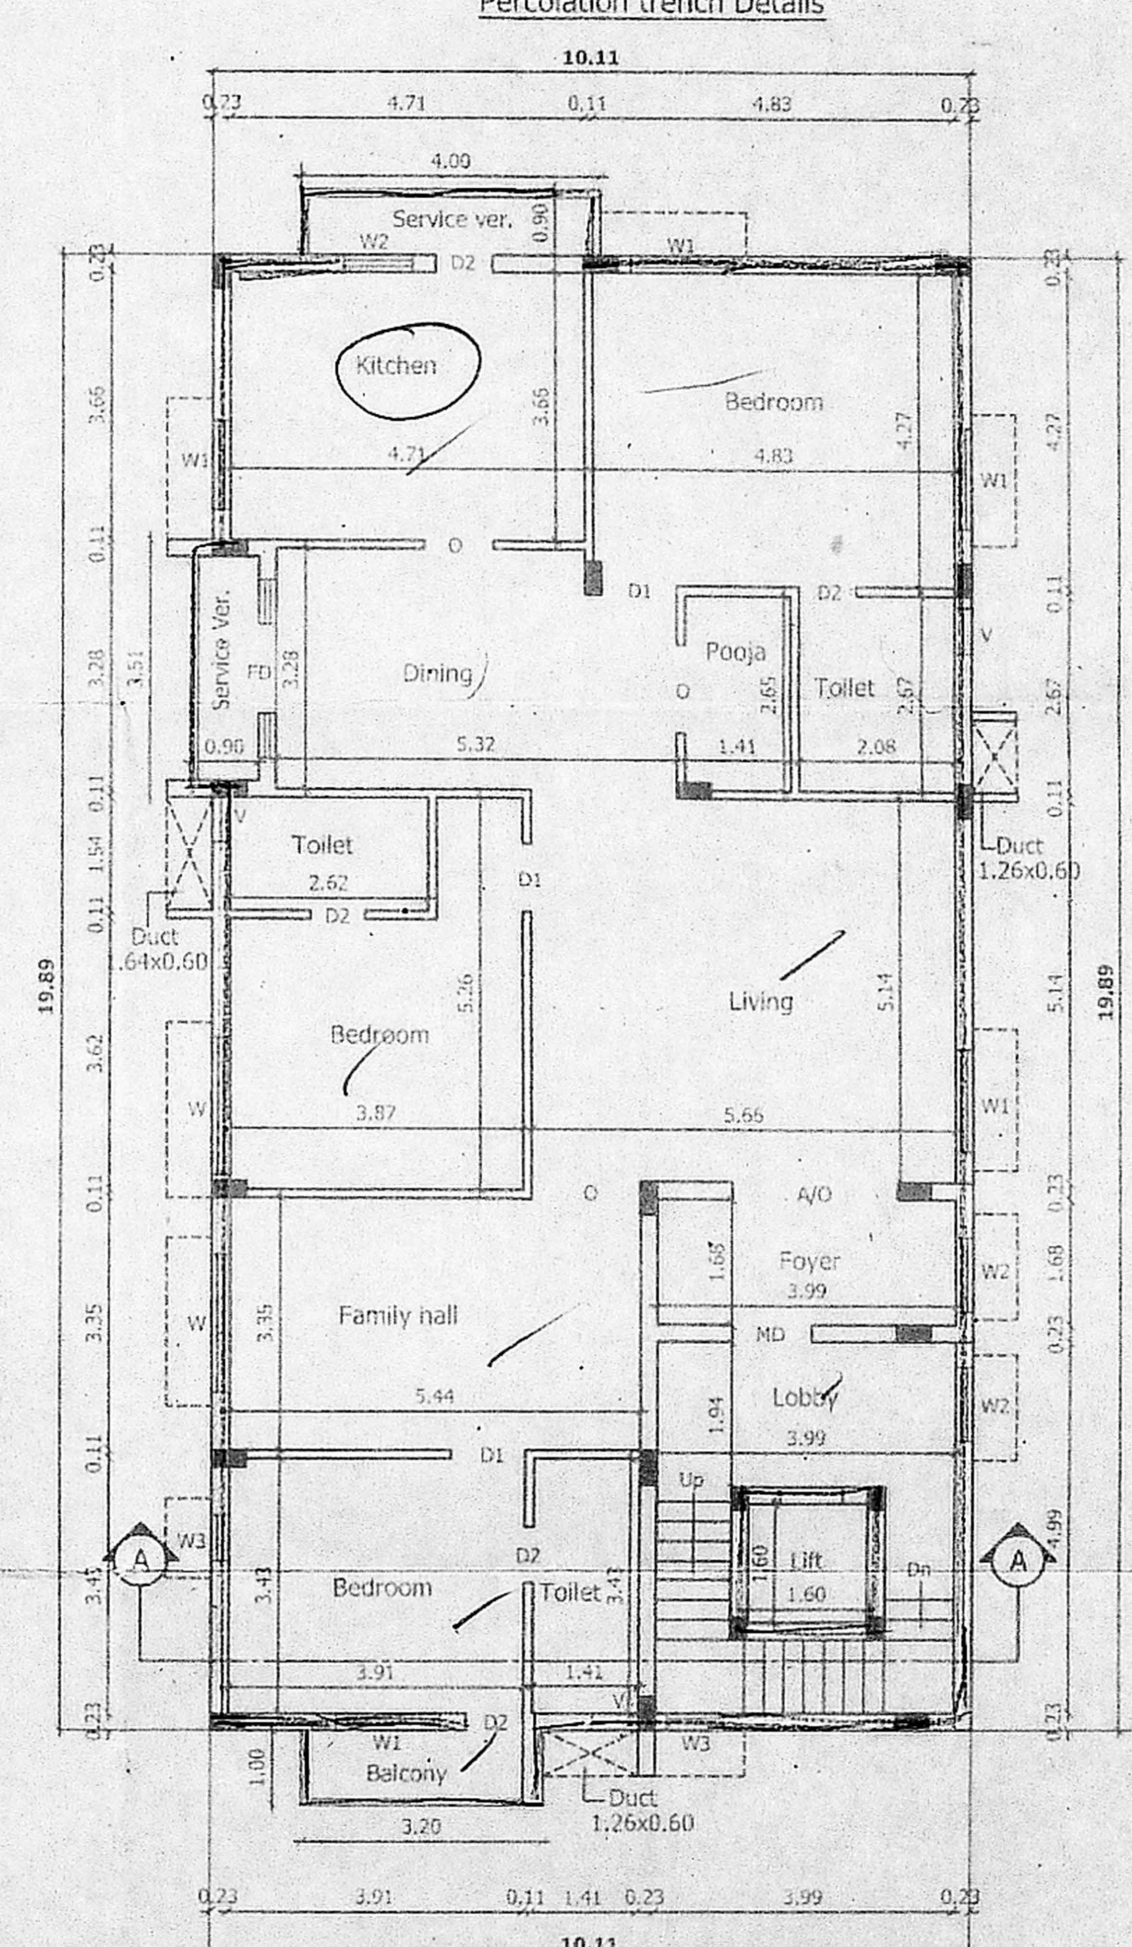 Percolation trench Details
10.11
0.23 4.71 0.11 4.83 0.23
4.00
Service ver.
0.90
W2
D2
W1
0.23
0.23
Kitchen
Bedroom
3.66
3.66
4.27
4.27
4.71
4.83
W1
W1
0.11
O
D1
D2
0.11
Service Ver.
FD
3.28
3.51
3.28
Dining
Pooja
Toilet
V
O
2.65
2.67
2.67
0.90
5.32
1.41
2.08
0.11
0.11
V
Toilet
2.62
1.54
D1
D2
0.11
Duct
1.26x0.60
Duct
.64x0.60
19.89
19.89
5.26
Living
5.14
5.14
Bedroom
3.62
W
3.87
5.66
W1
0.11
O
A/O
0.23
1.68
Foyer
3.99
W2
1.68
Family hall
3.35
3.35
W
MD
0.23
Lobby
1.94
3.99
W2
5.44
0.11
D1
Up
W3
A
D2
1.60
Lift
1.60
Dn
4.99
A
Bedroom
3.43
Toilet
3.91
1.41
V
0.23
D2
0.23
W1
W3
Balcony
1.00
Duct
1.26x0.60
3.20
0.23 3.91 0.11 1.41 0.23 3.99 0.23
10.11